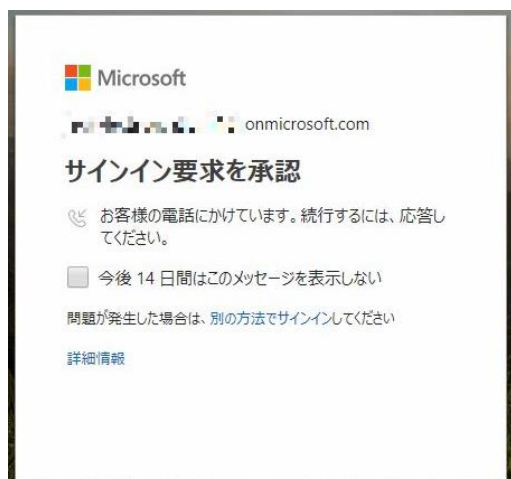 Microsoft
onmicrosoft.com
サインイン要求を承認
お客様の電話にかけています。続行するには、応答し
てください。
今後 14 日間はこのメッセージを表示しない
問題が発生した場合は、別の方法でサインインしてください
詳細情報